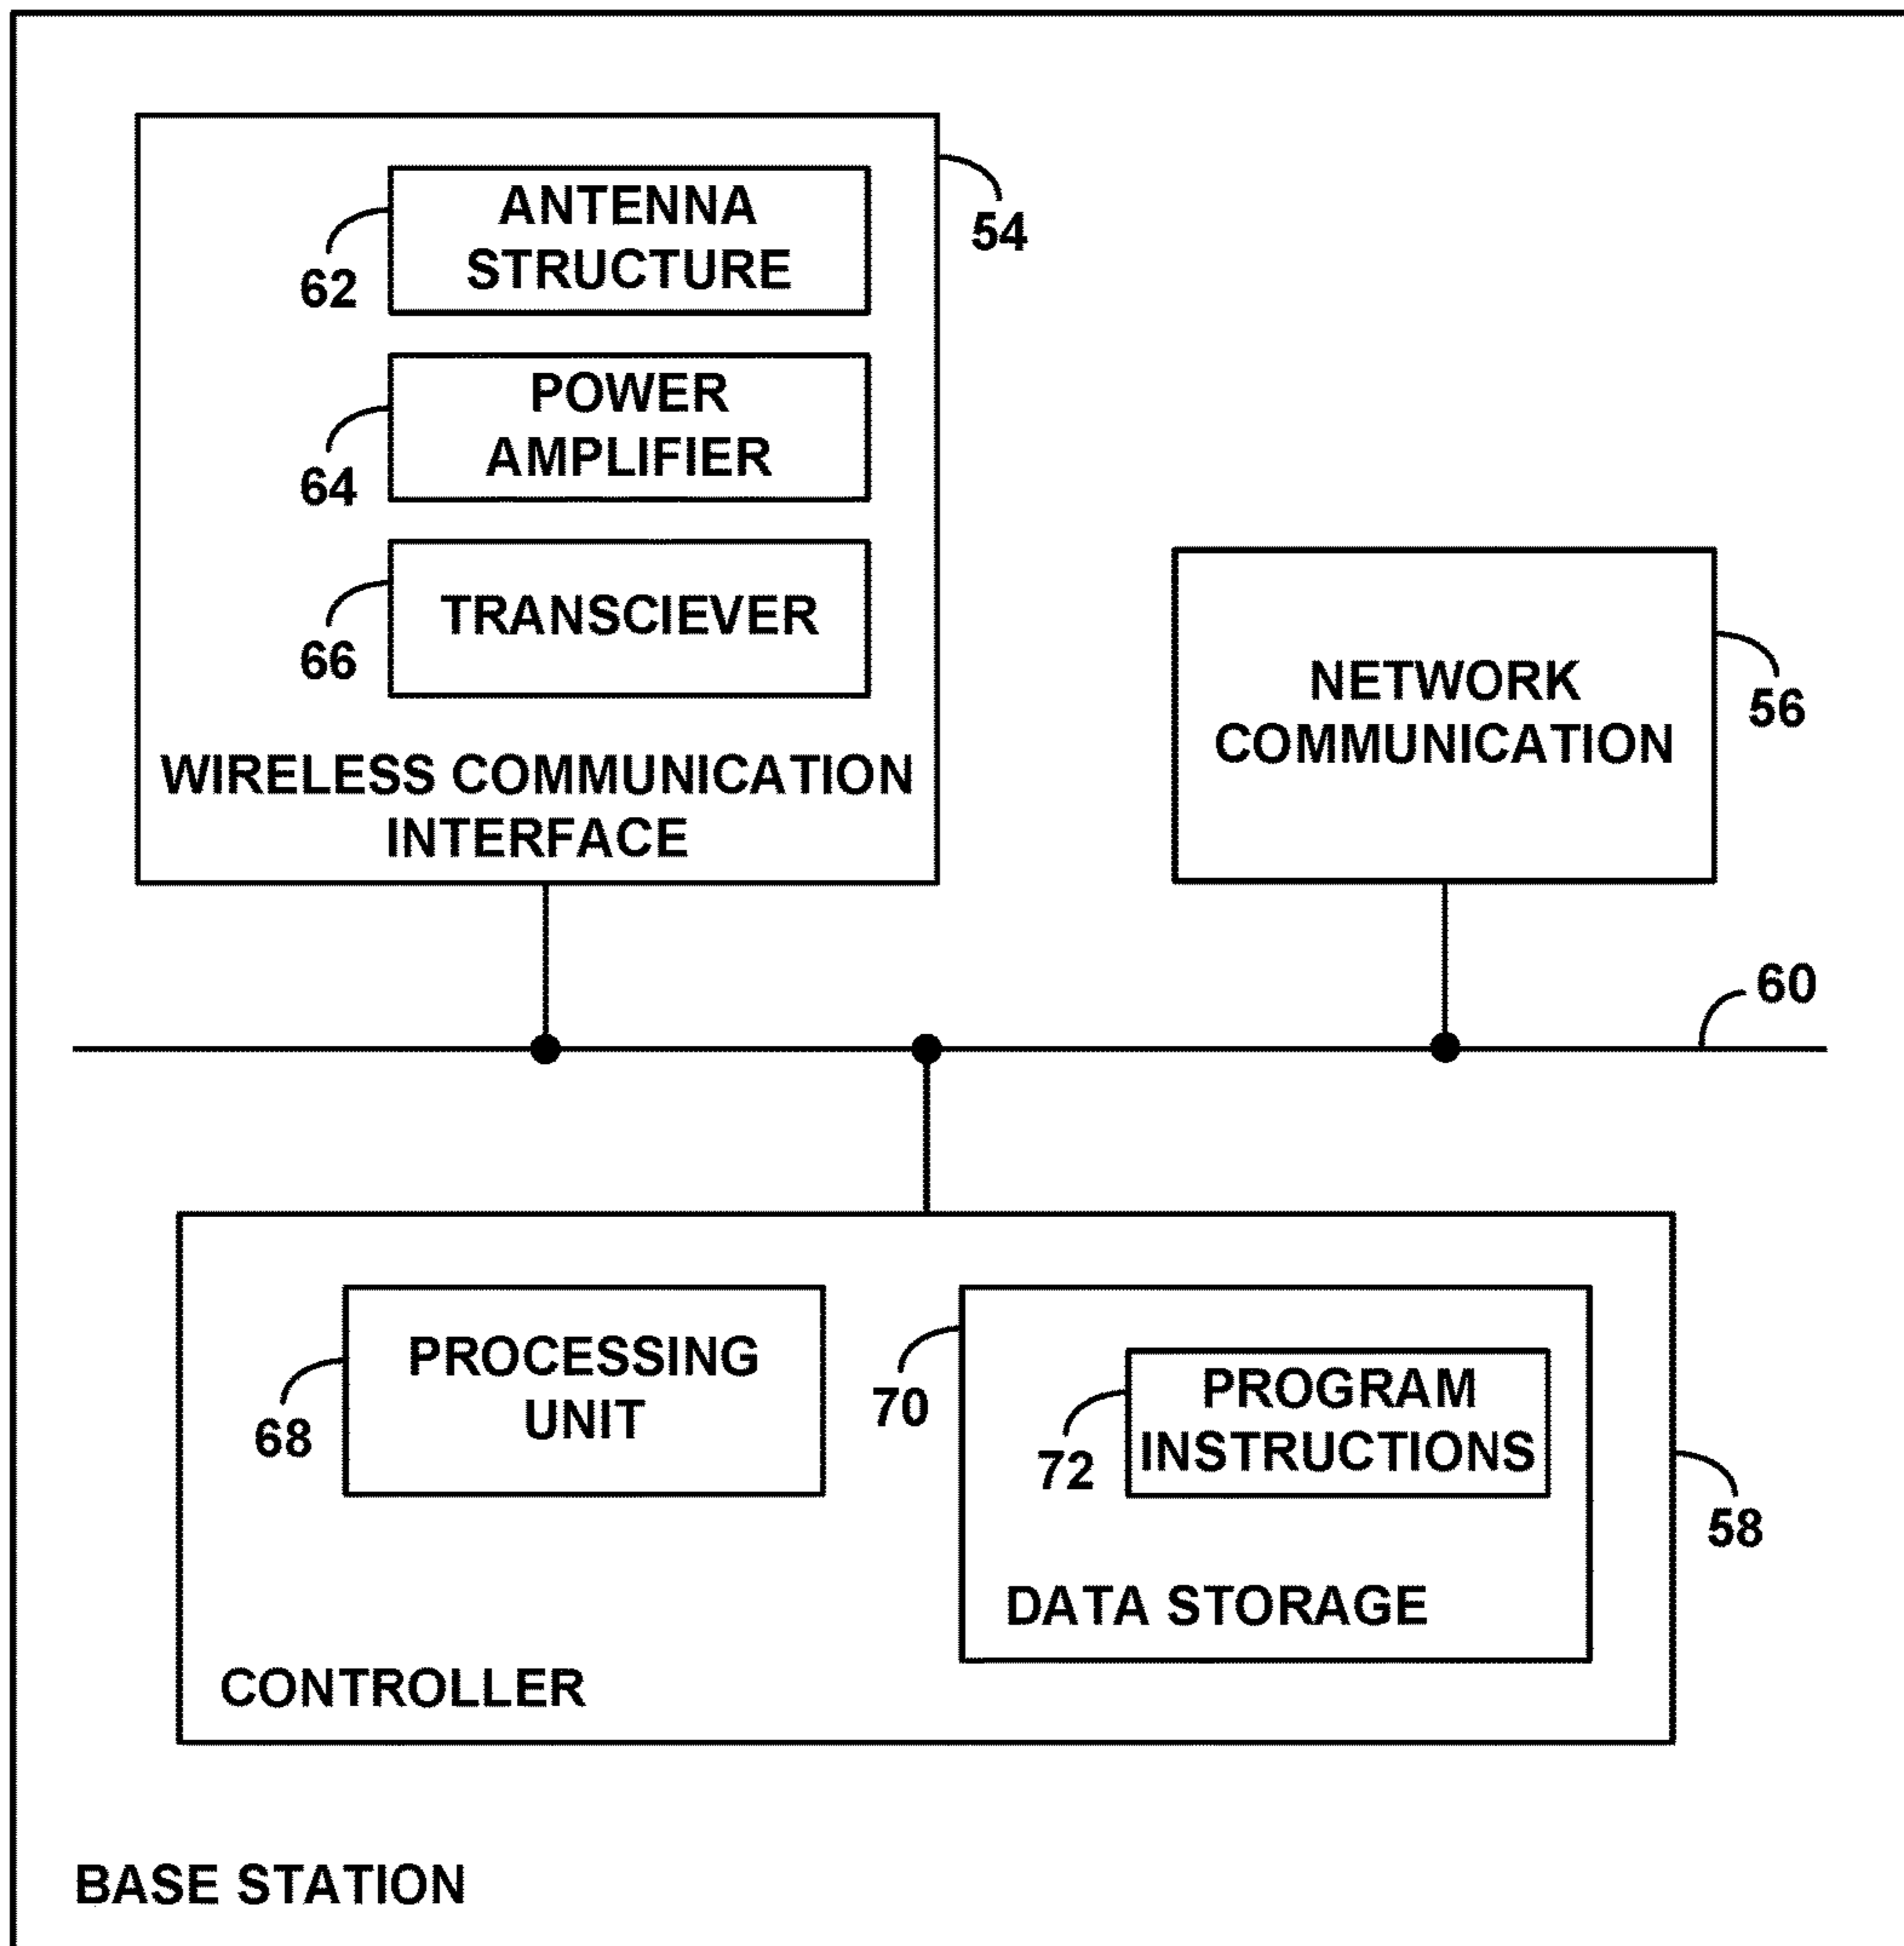 ANTENNA
STRUCTURE
62
54
POWER
AMPLIFIER
64
TRANSCIEVER
66
WIRELESS COMMUNICATION
INTERFACE
NETWORK
COMMUNICATION
56
60
PROCESSING
UNIT
68
70
PROGRAM
INSTRUCTIONS
72
DATA STORAGE
58
CONTROLLER
BASE STATION